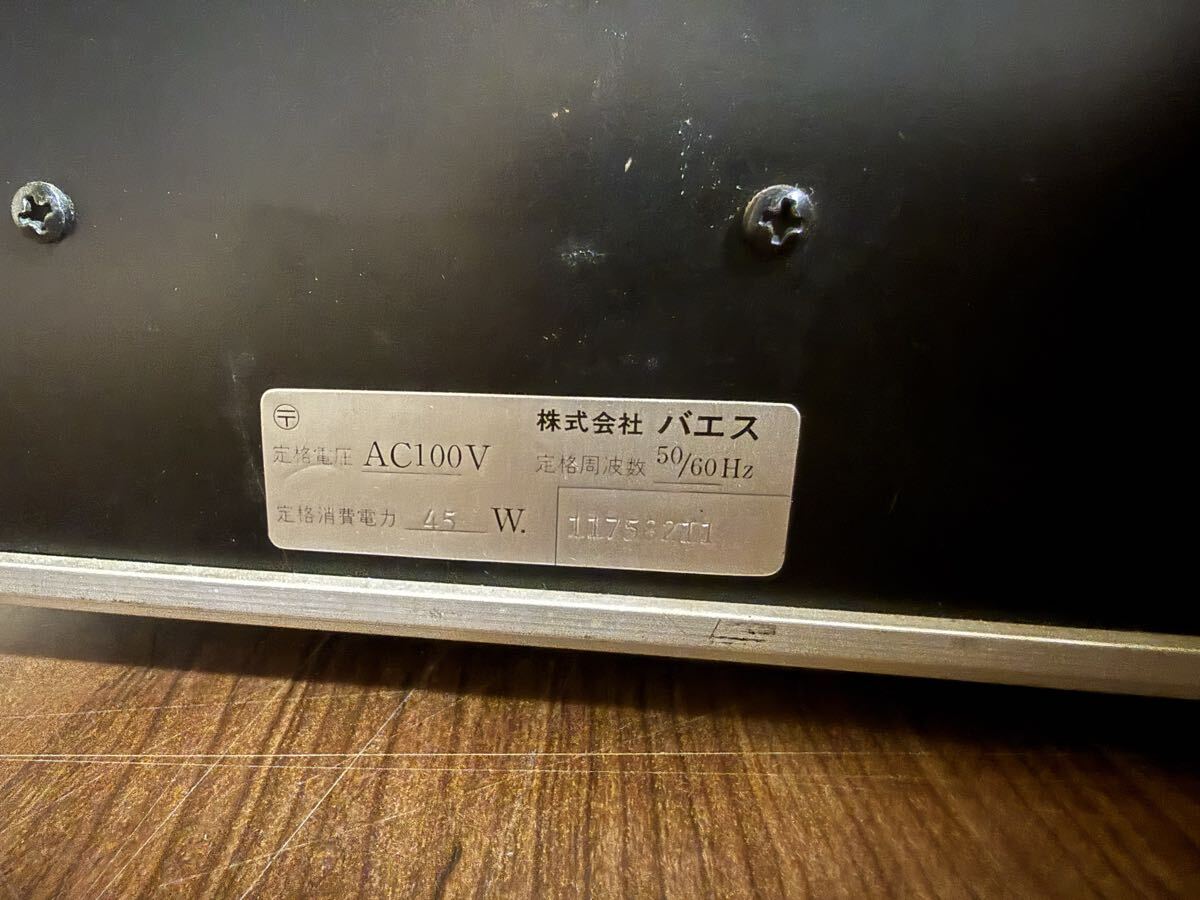 〒 株式会社 バエス
定格電圧 AC100V 定格周波数 50/60Hz
定格消費電力 45 W.